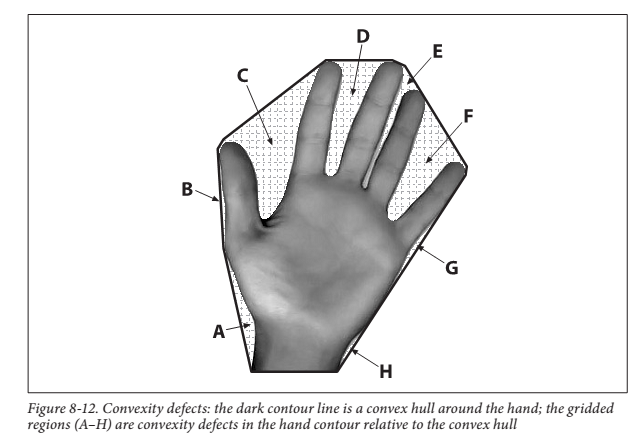 D
E
C
F
B
G
A
H
Figure 8-12. Convexity defects: the dark contour line is a convex hull around the hand; the gridded
regions (A–H) are convexity defects in the hand contour relative to the convex hull